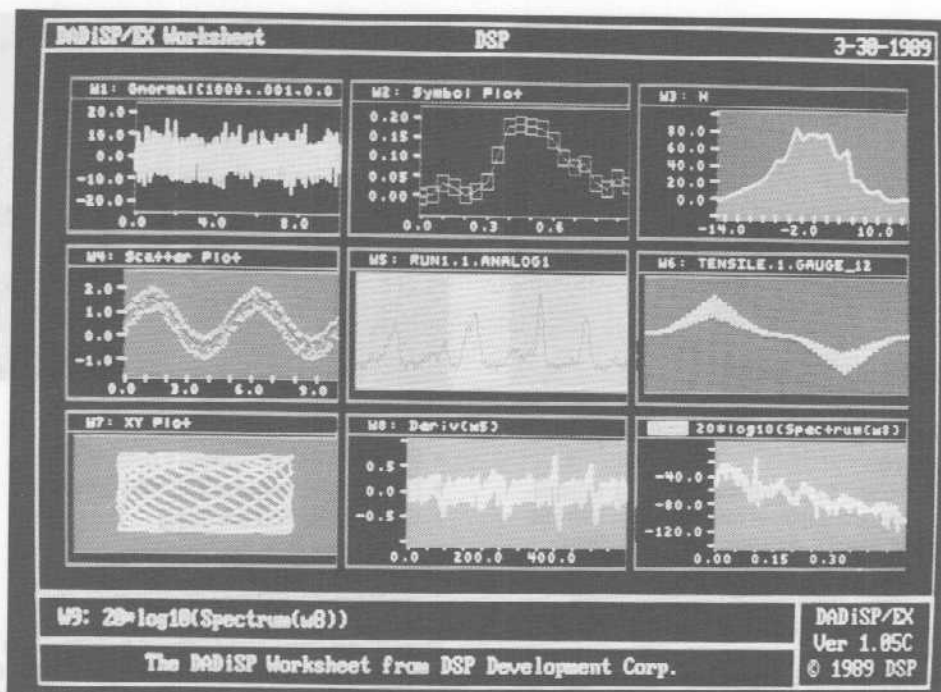 DADiSP/EX Worksheet DSP 3-30-1989
W1: Gnormal(1000,.001,0.0 W2: Symbol Plot W3: H
20.0
10.0
0.0
-10.0
-20.0
0.0 4.0 8.0
0.20
0.15
0.10
0.05
0.00
0.0 0.3 0.6
80.0
60.0
40.0
20.0
0.0
-14.0 -2.0 10.0
W4: Scatter Plot W5: RUN1.1.ANALOG1 W6: TENSILE.1.GAUGE_12
2.0
1.0
0.0
-1.0
0.0 3.0 6.0 9.0
W7: XY Plot W8: Deriv(W5) 20*log10(Spectrum(w8)
0.5
0.0
-0.5
0.0 200.0 400.0
-40.0
-80.0
-120.0
0.00 0.15 0.30
W9: 20*log10(Spectrum(w8))
The DADiSP Worksheet from DSP Development Corp.
DADiSP/EX
Ver 1.05C
© 1989 DSP